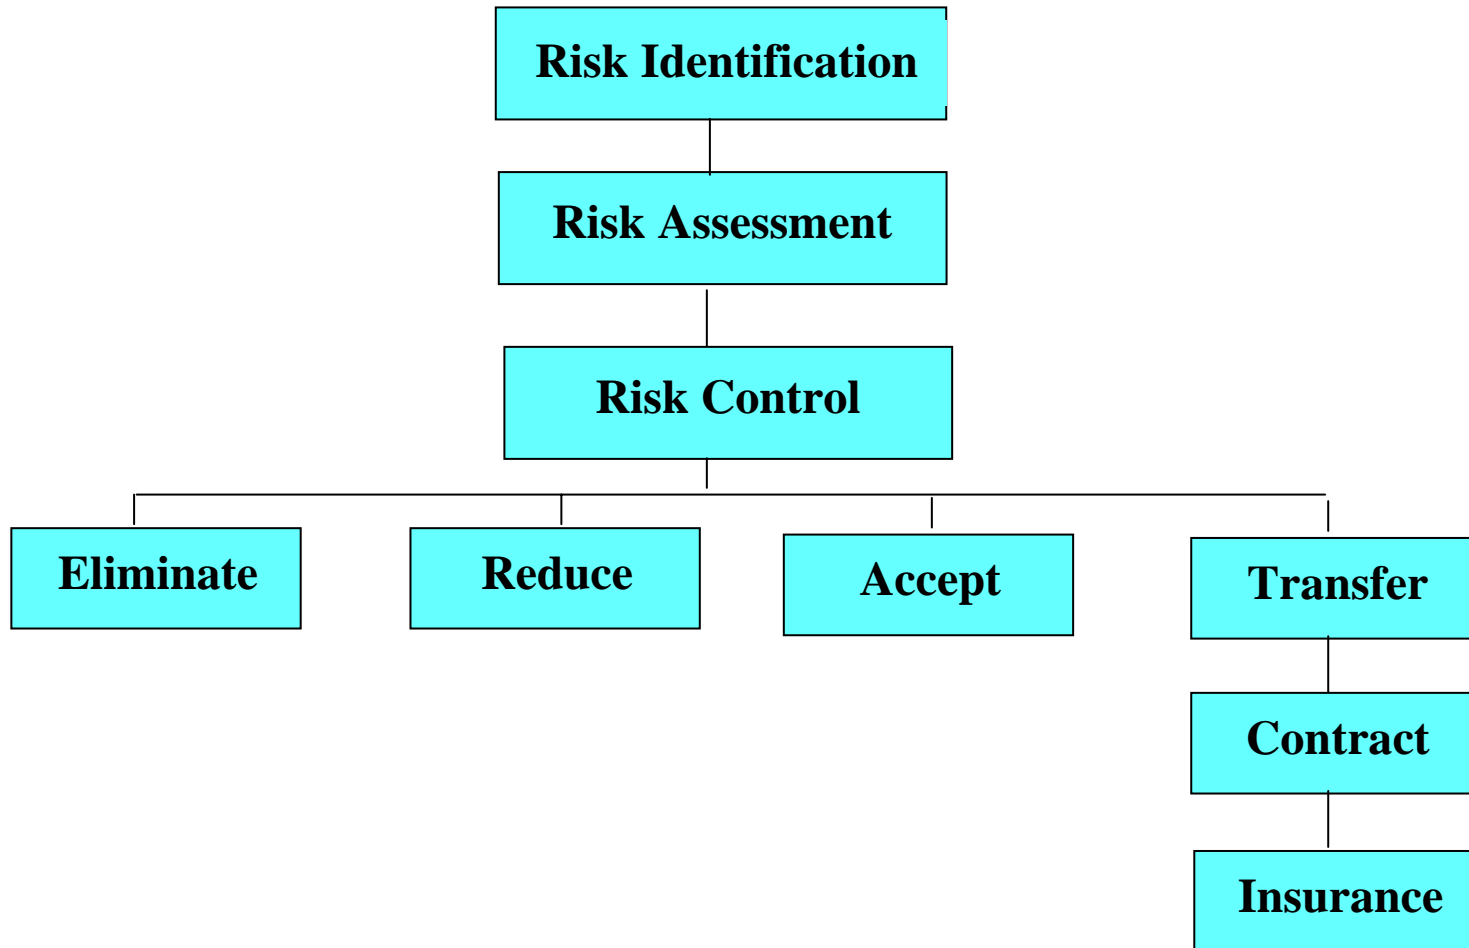 Risk Identification
Risk Assessment
Risk Control
Eliminate
Reduce
Accept
Transfer
Contract
Insurance